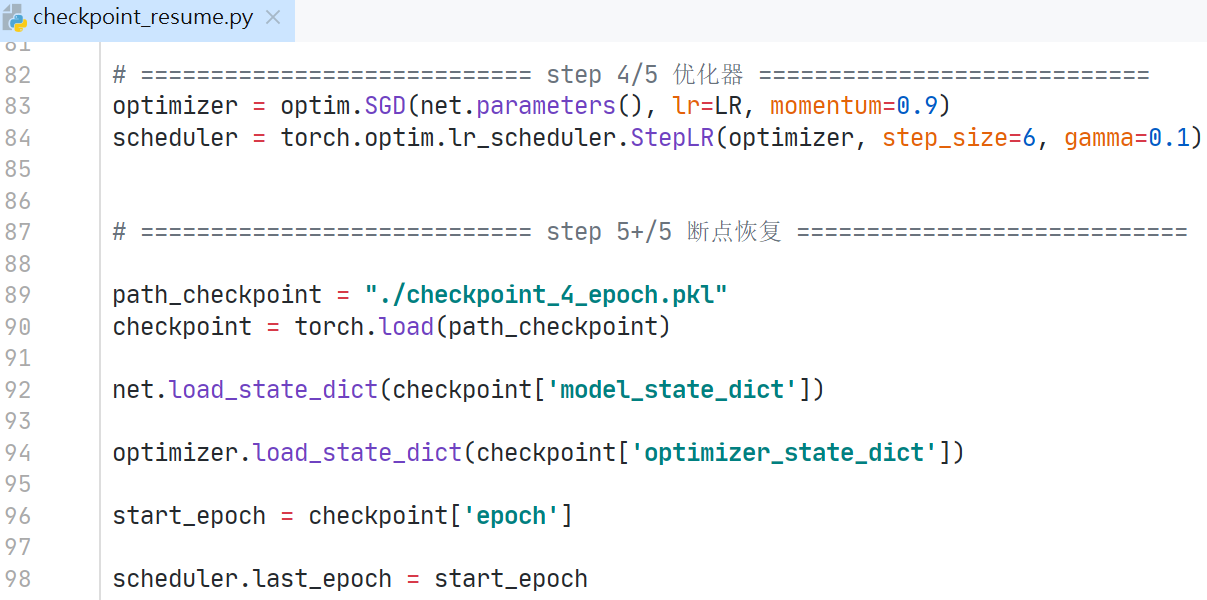 checkpoint_resume.py
81
82 # ============================ step 4/5 优化器 ============================
83 optimizer = optim.SGD(net.parameters(), lr=LR, momentum=0.9)
84 scheduler = torch.optim.lr_scheduler.StepLR(optimizer, step_size=6, gamma=0.1)
85
86
87 # ============================ step 5+/5 断点恢复 ============================
88
89 path_checkpoint = "./checkpoint_4_epoch.pkl"
90 checkpoint = torch.load(path_checkpoint)
91
92 net.load_state_dict(checkpoint['model_state_dict'])
93
94 optimizer.load_state_dict(checkpoint['optimizer_state_dict'])
95
96 start_epoch = checkpoint['epoch']
97
98 scheduler.last_epoch = start_epoch